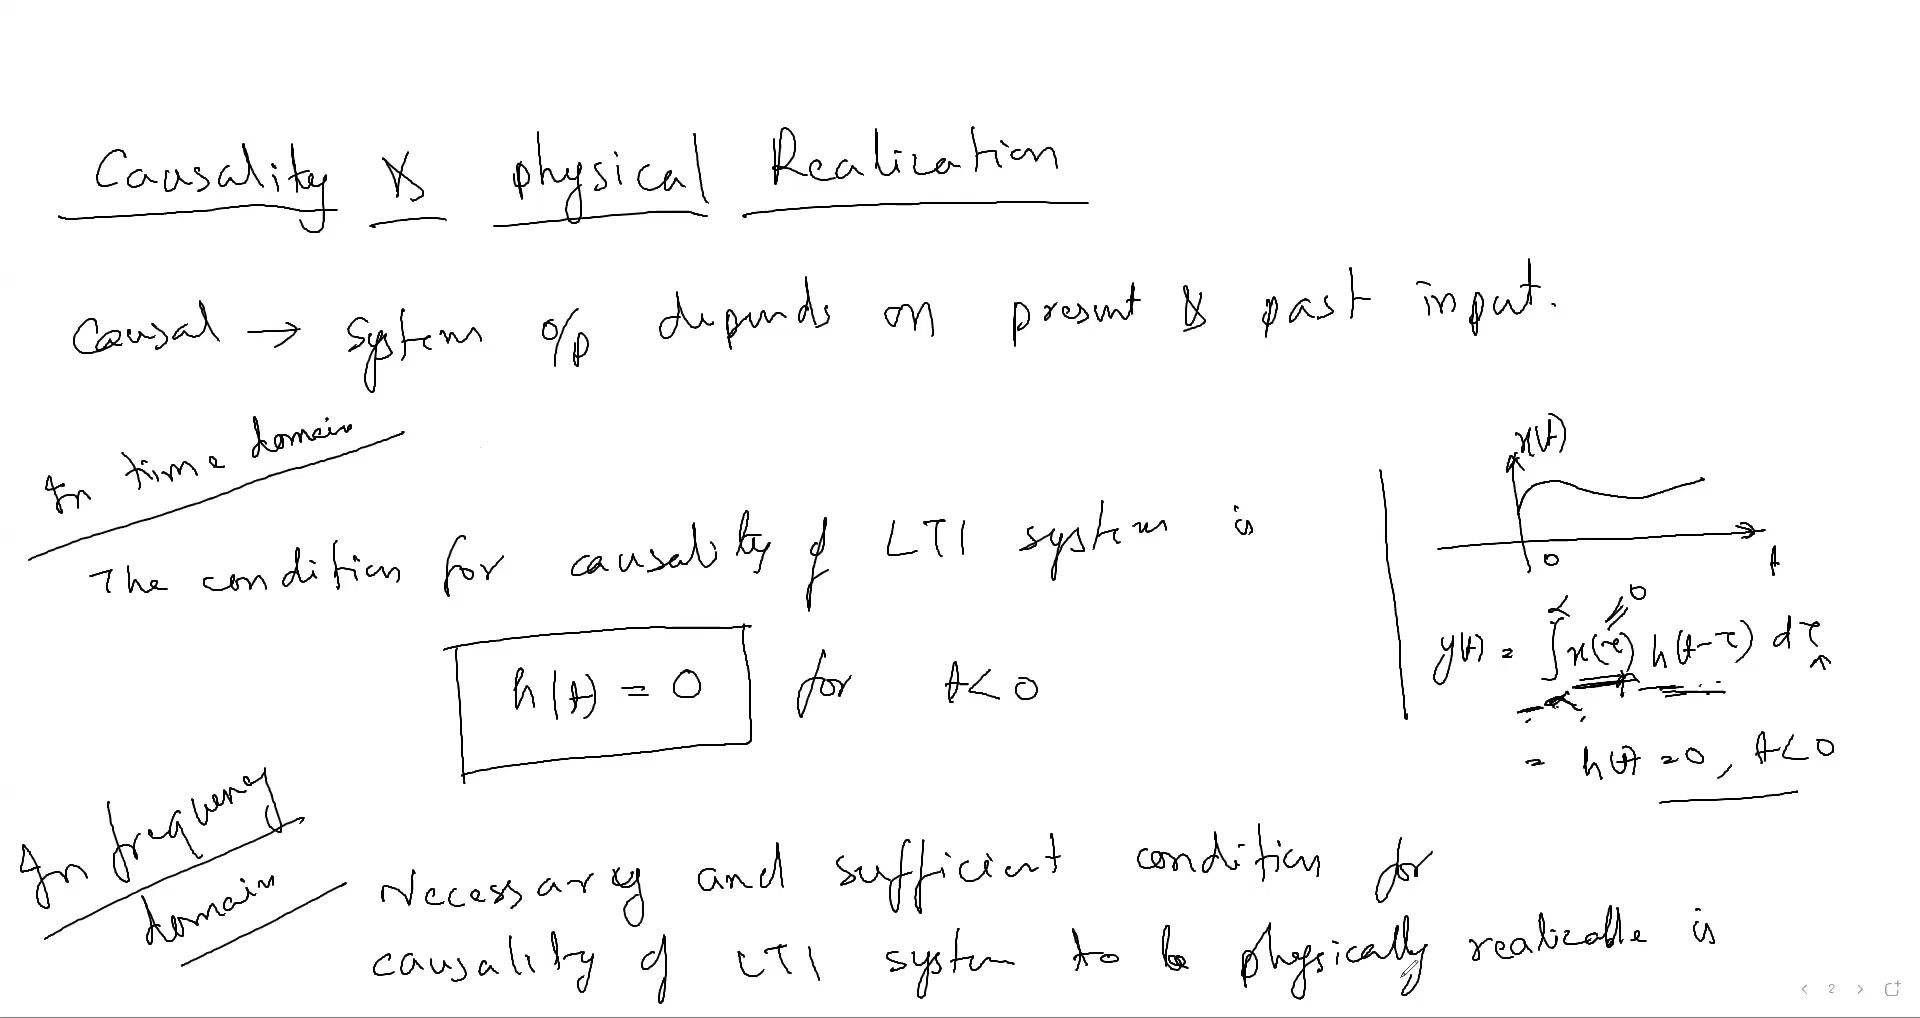 Causality & physical Realization
Causal → System o/p depends on present & past input.
In time domain
The condition for causality of LTI system is
h(t) = 0 for t<0
x(t)
0
t
y(t) = ∫ x(τ) h(t-τ) dτ
= h(t) = 0, t<0
In frequency
domain
Necessary and sufficient condition for
causality of LTI system to be physically realizable is
2